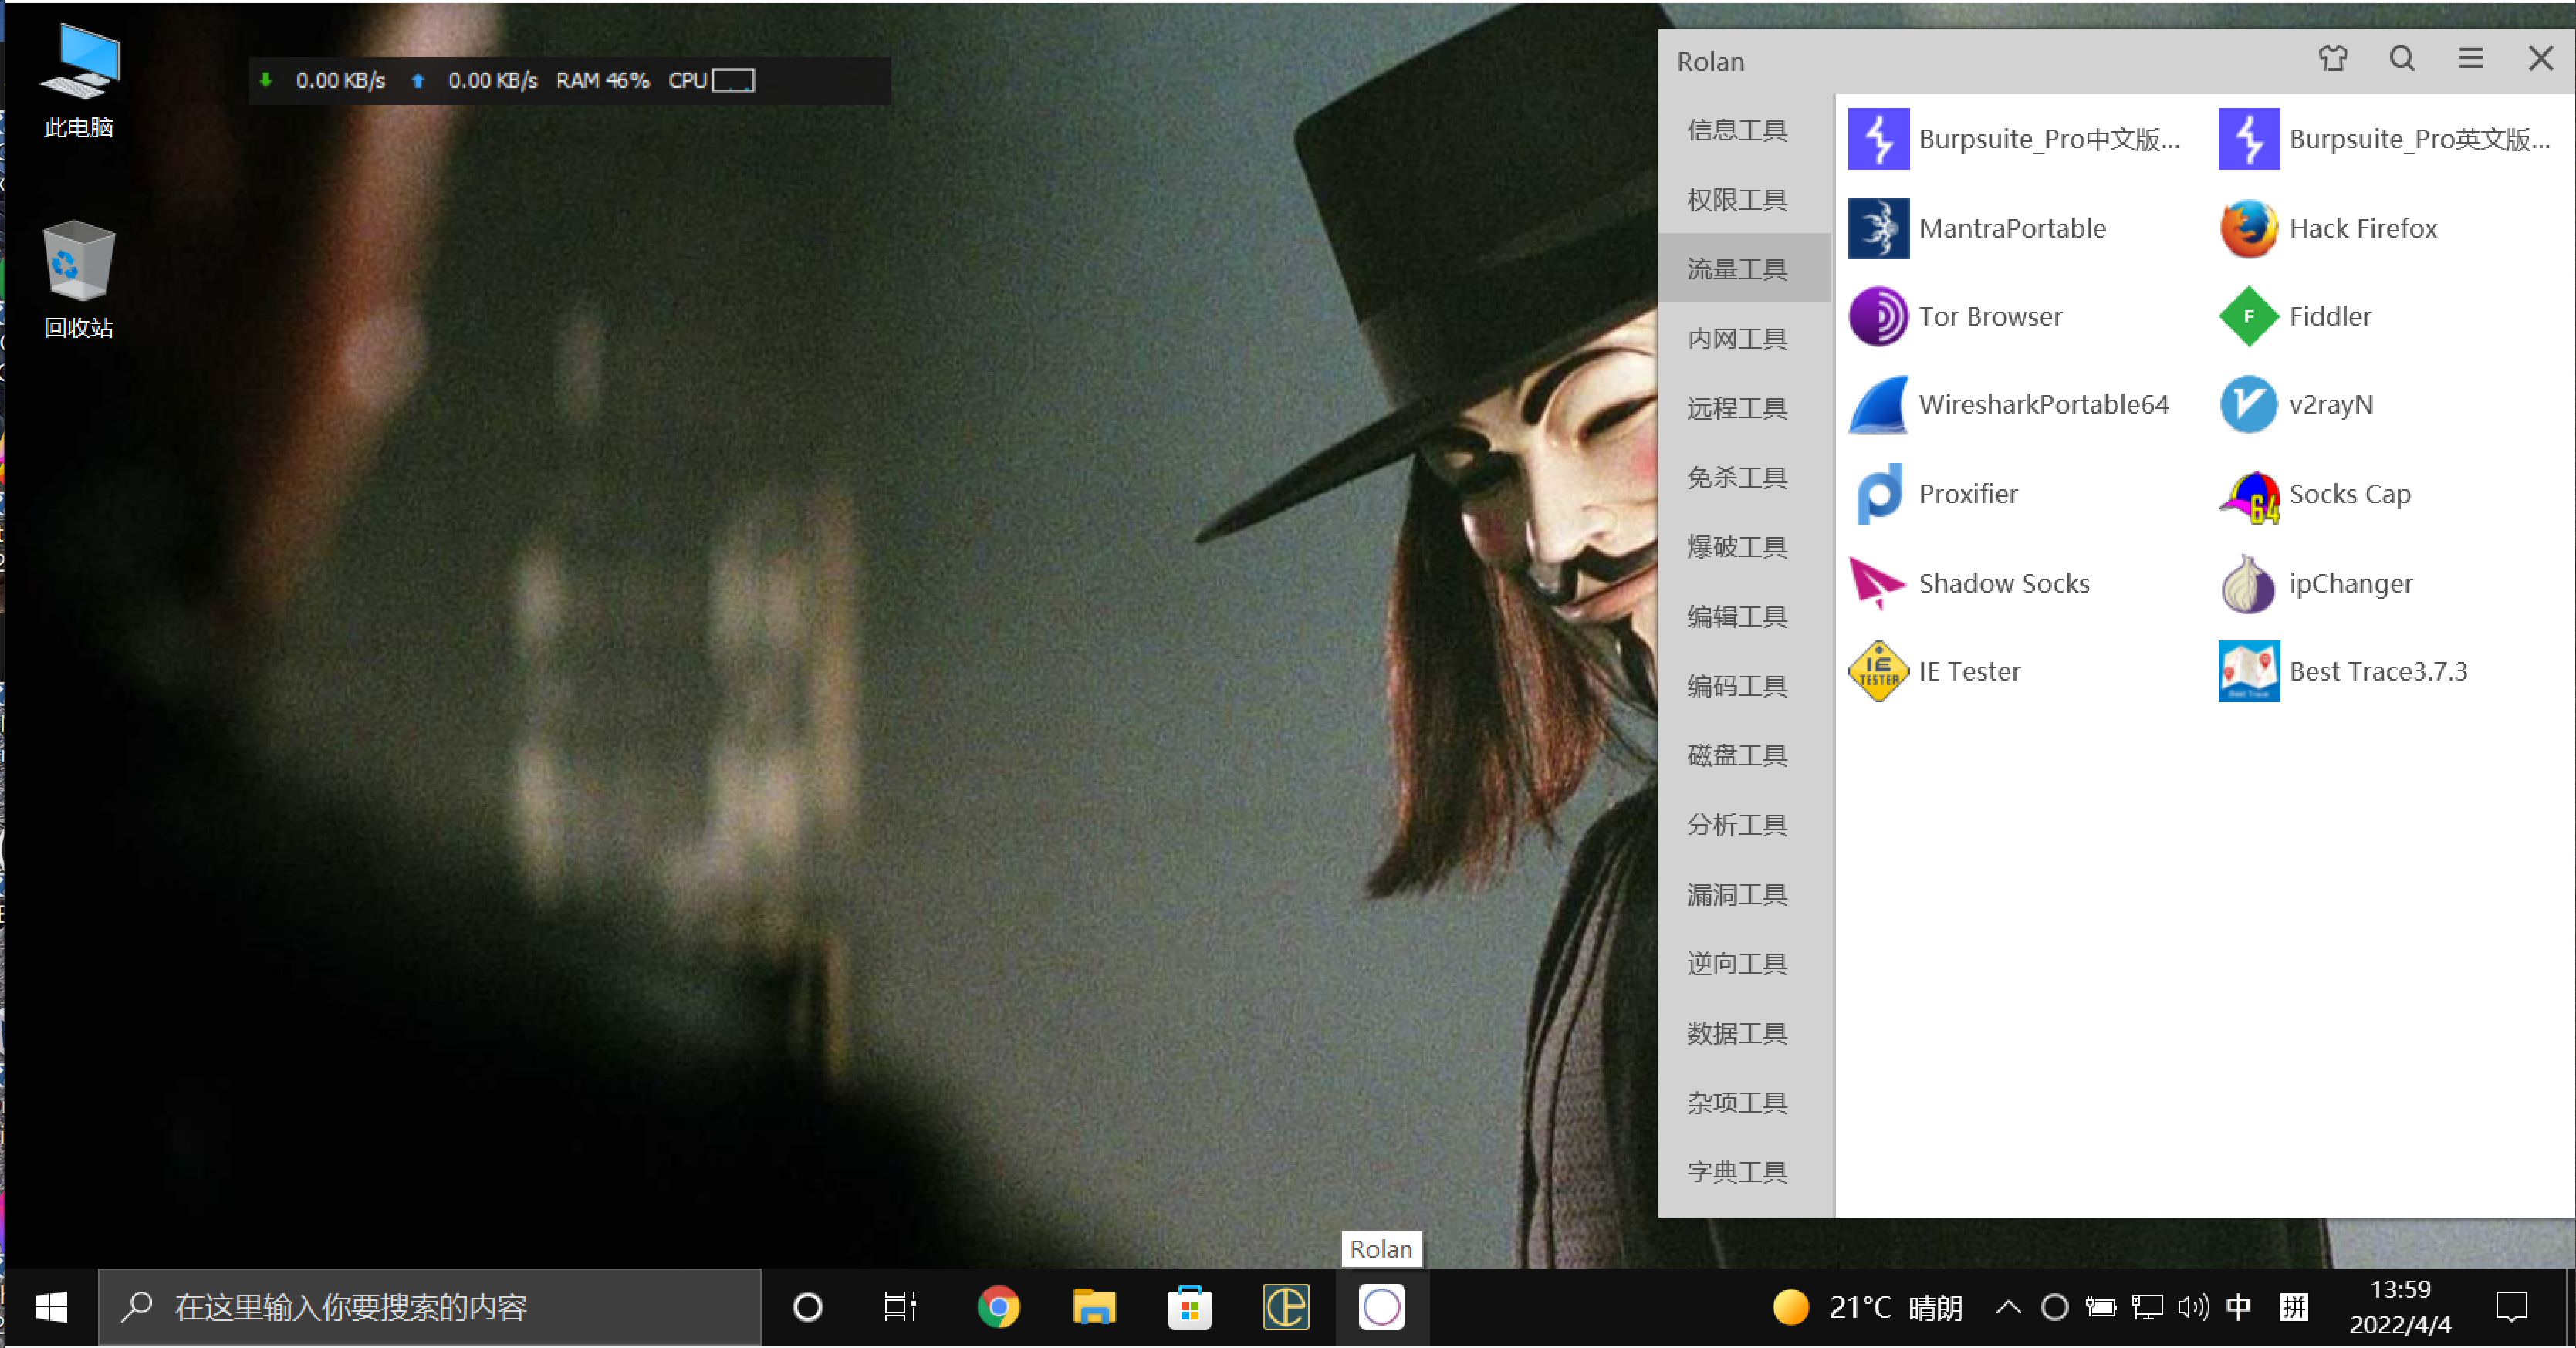 此电脑
回收站
0.00 KB/s 0.00 KB/s RAM 46% CPU
Rolan
信息工具
权限工具
流量工具
内网工具
远程工具
免杀工具
爆破工具
编辑工具
编码工具
磁盘工具
分析工具
漏洞工具
逆向工具
数据工具
杂项工具
字典工具
Burpsuite_Pro中文版... Burpsuite_Pro英文版...
MantraPortable Hack Firefox
Tor Browser Fiddler
WiresharkPortable64 v2rayN
Proxifier Socks Cap
Shadow Socks ipChanger
IE Tester Best Trace3.7.3
Rolan
在这里输入你要搜索的内容
21°C 晴朗 中 拼
13:59
2022/4/4